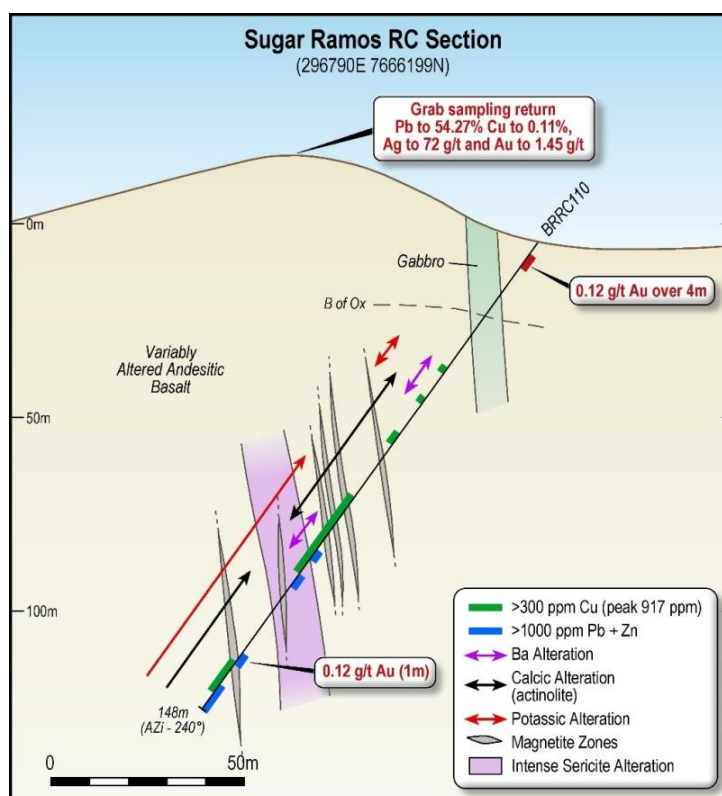 Sugar Ramos RC Section
(296790E 7666199N)
Grab sampling return
Pb to 54.27% Cu to 0.11%,
Ag to 72 g/t and Au to 1.45 g/t
BRRC110
0m
Gabbro
0.12 g/t Au over 4m
B of Ox
Variably
Altered Andesitic
Basalt
50m
100m
0.12 g/t Au (1m)
148m
(AZi - 240°)
0
50m
>300 ppm Cu (peak 917 ppm)
>1000 ppm Pb + Zn
Ba Alteration
Calcic Alteration
(actinolite)
Potassic Alteration
Magnetite Zones
Intense Sericite Alteration